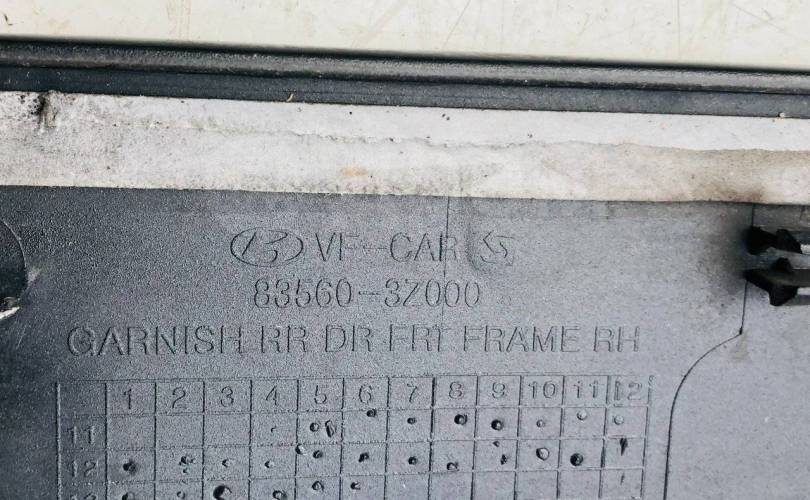 VF-CAR
83560-3Z000
GARNISH RR DR FRT FRAME RH
1 2 3 4 5 6 7 8 9 10 11 12
11
12